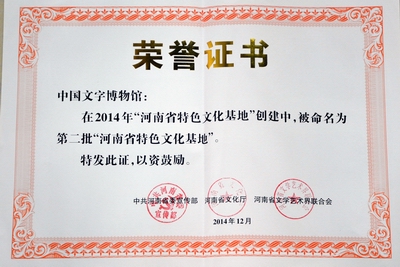 荣誉证书
中国文字博物馆：
在2014年“河南省特色文化基地”创建中，被命名为
第二批“河南省特色文化基地”。
特发此证，以资鼓励。
中共河南省委宣传部 河南省文化厅 河南省文学艺术界联合会
2014年12月